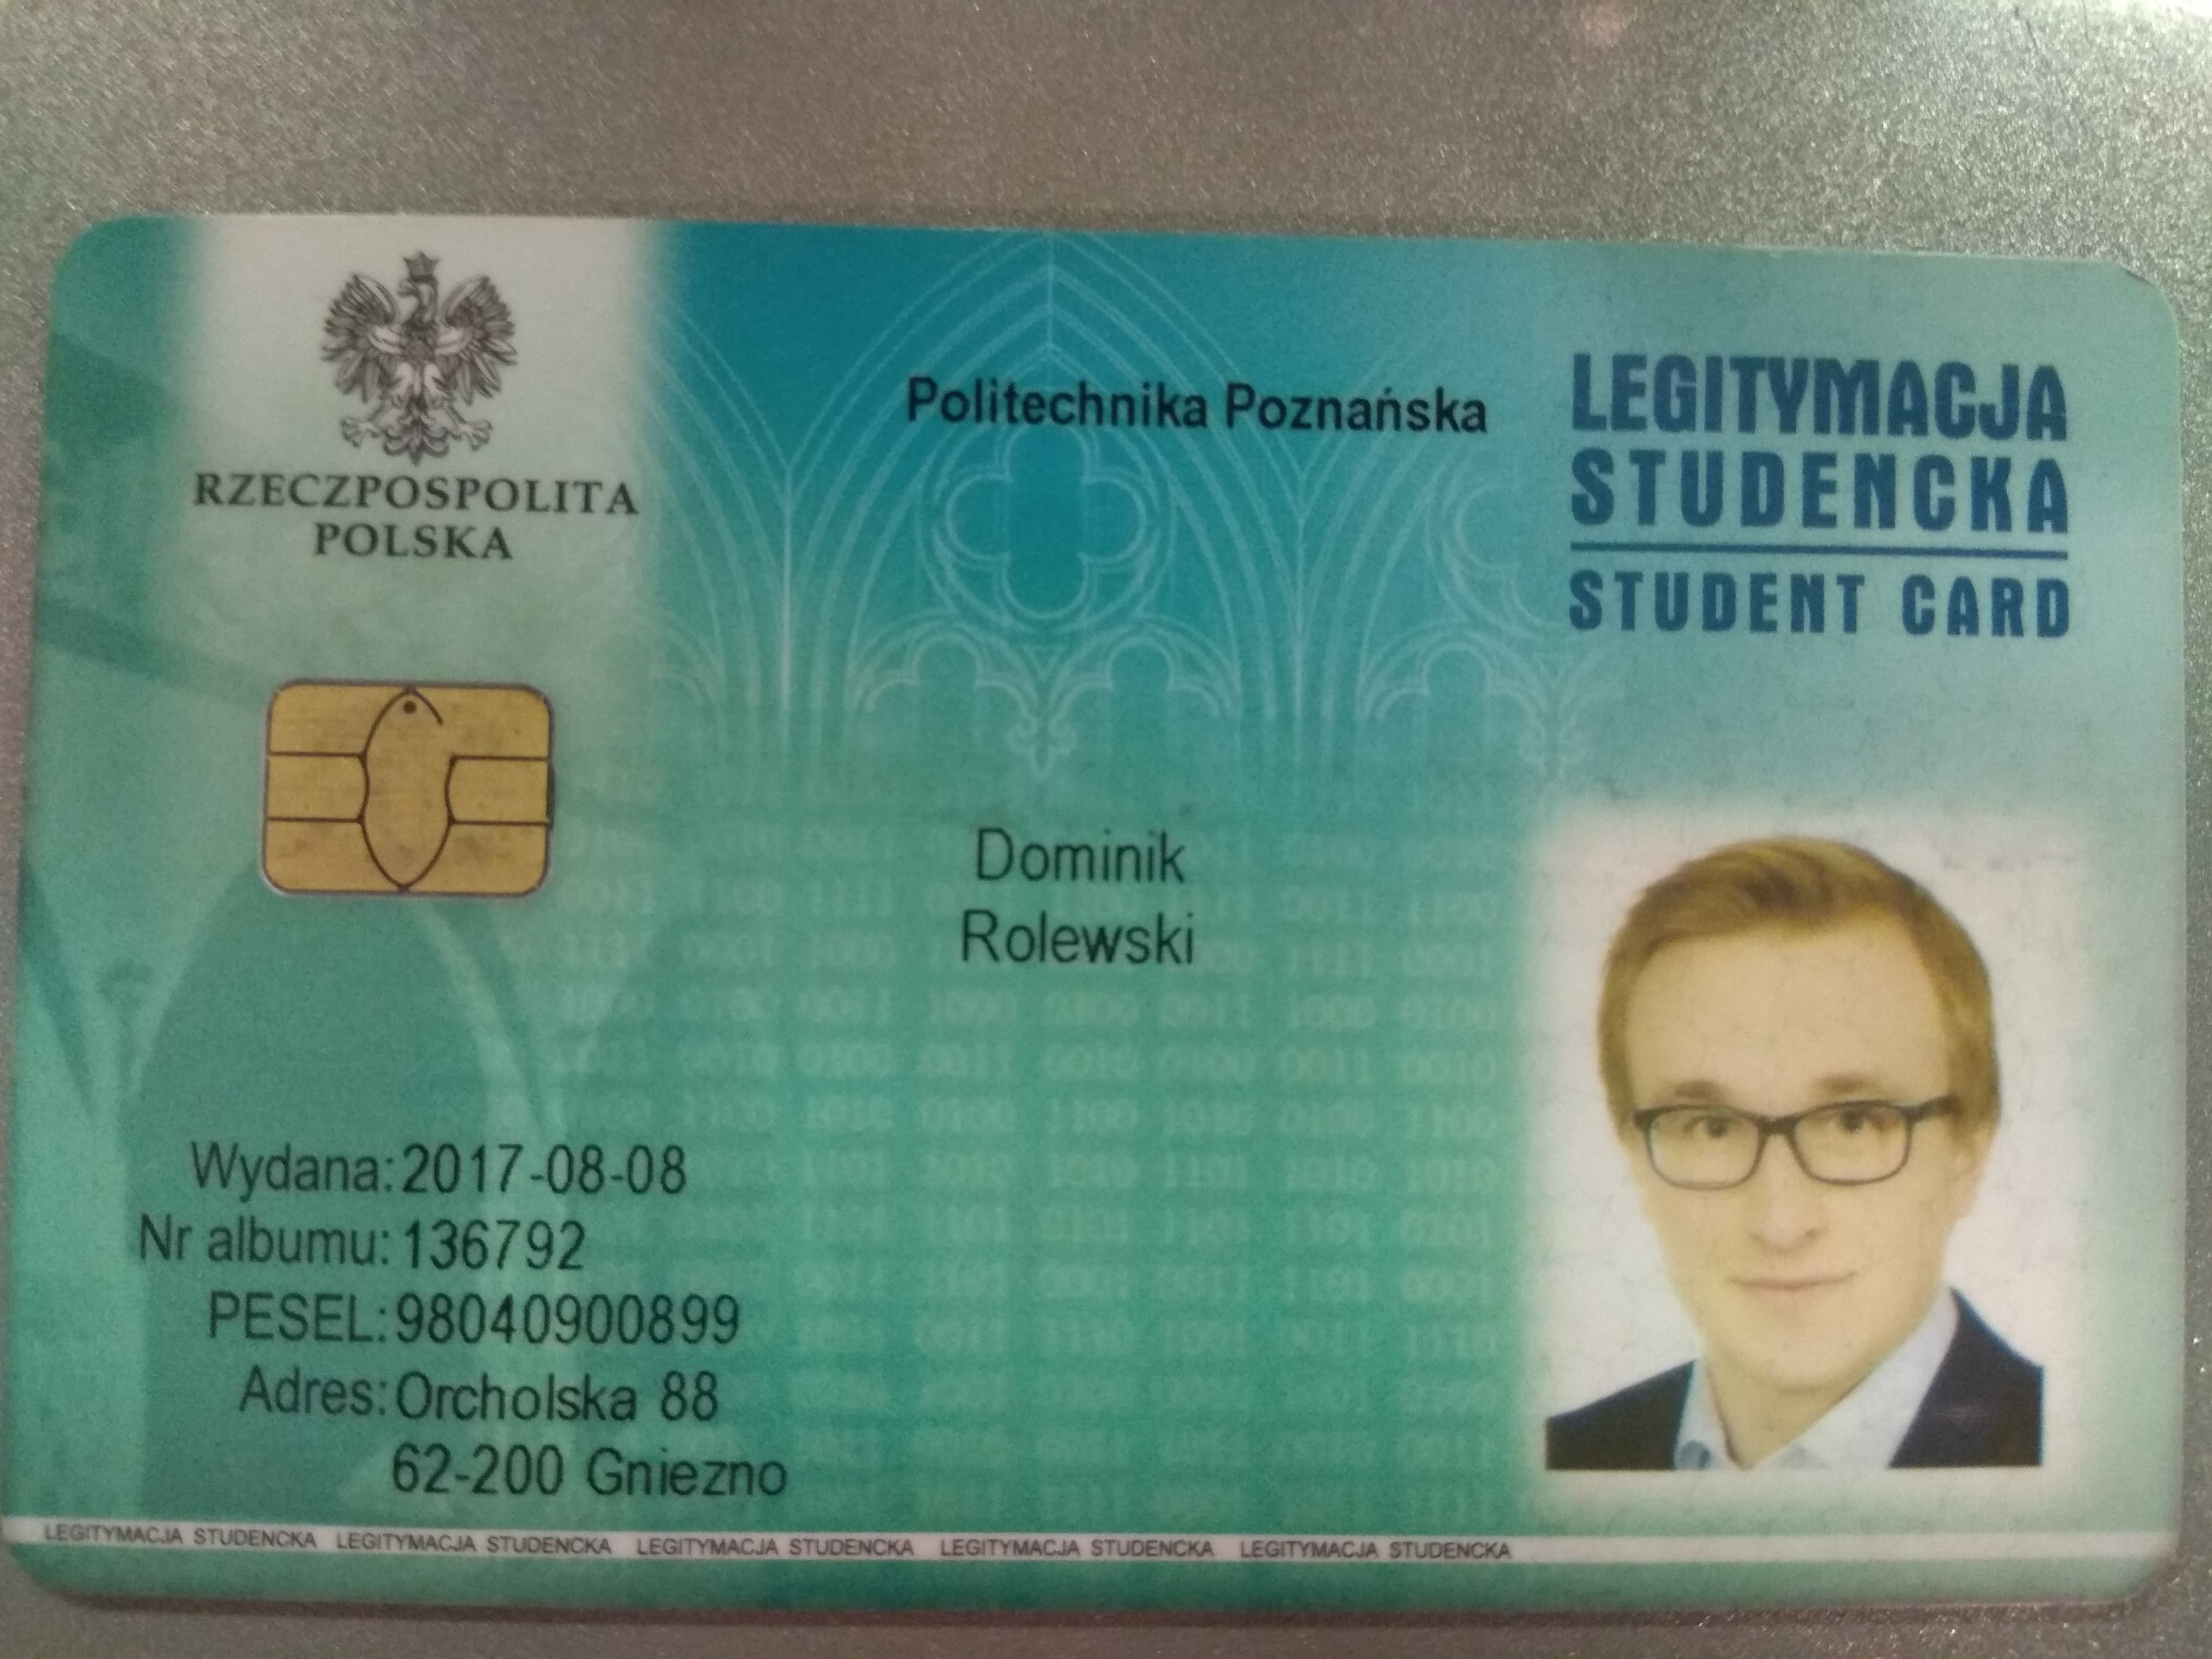 RZECZPOSPOLITA
POLSKA
Politechnika Poznańska
LEGITYMACJA
STUDENCKA
STUDENT CARD
Dominik
Rolewski
Wydana: 2017-08-08
Nr albumu: 136792
PESEL: 98040900899
Adres: Orcholska 88
62-200 Gniezno
LEGITYMACJA STUDENCKA LEGITYMACJA STUDENCKA LEGITYMACJA STUDENCKA LEGITYMACJA STUDENCKA LEGITYMACJA STUDENCKA